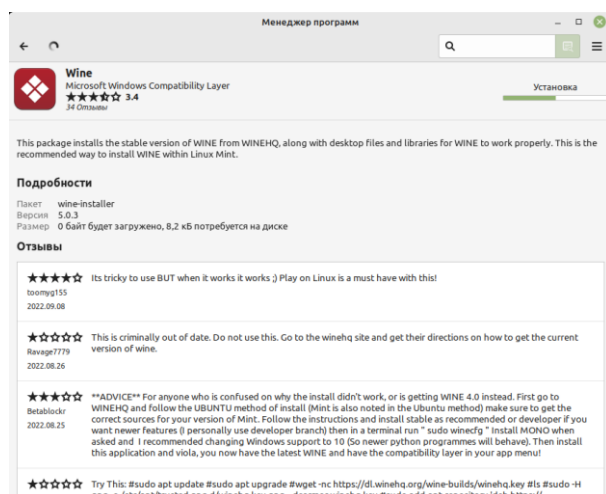 Менеджер программ
Wine
Microsoft Windows Compatibility Layer
3.4
34 Отзывы
Установка
This package installs the stable version of WINE from WINEHQ, along with desktop files and libraries for WINE to work properly. This is the
recommended way to install WINE within Linux Mint.
Подробности
Пакет wine-installer
Версия 5.0.3
Размер 0 байт будет загружено, 8,2 кБ потребуется на диске
Отзывы
Its tricky to use BUT when it works it works ;) Play on Linux is a must have with this!
toomyg155
2022.09.08
This is criminally out of date. Do not use this. Go to the winehq site and get their directions on how to get the current
version of wine.
Ravage7779
2022.08.26
**ADVICE** For anyone who is confused on why the install didn't work, or is getting WINE 4.0 instead. First go to
WINEHQ and follow the UBUNTU method of install (Mint is also noted in the Ubuntu method) make sure to get the
correct sources for your version of Mint. Follow the instructions and install stable as recommended or developer if you
want newer features (I personally use developer branch) then in a terminal run " sudo winecfg " Install MONO when
asked and I recommended changing Windows support to 10 (So newer python programmes will behave). Then install
this application and viola, you now have the latest WINE and have the compatibility layer in your app menu!
Betablockr
2022.08.25
Try This: #sudo apt update #sudo apt upgrade #wget -nc https://dl.winehq.org/wine-builds/winehq.key #ls #sudo -H